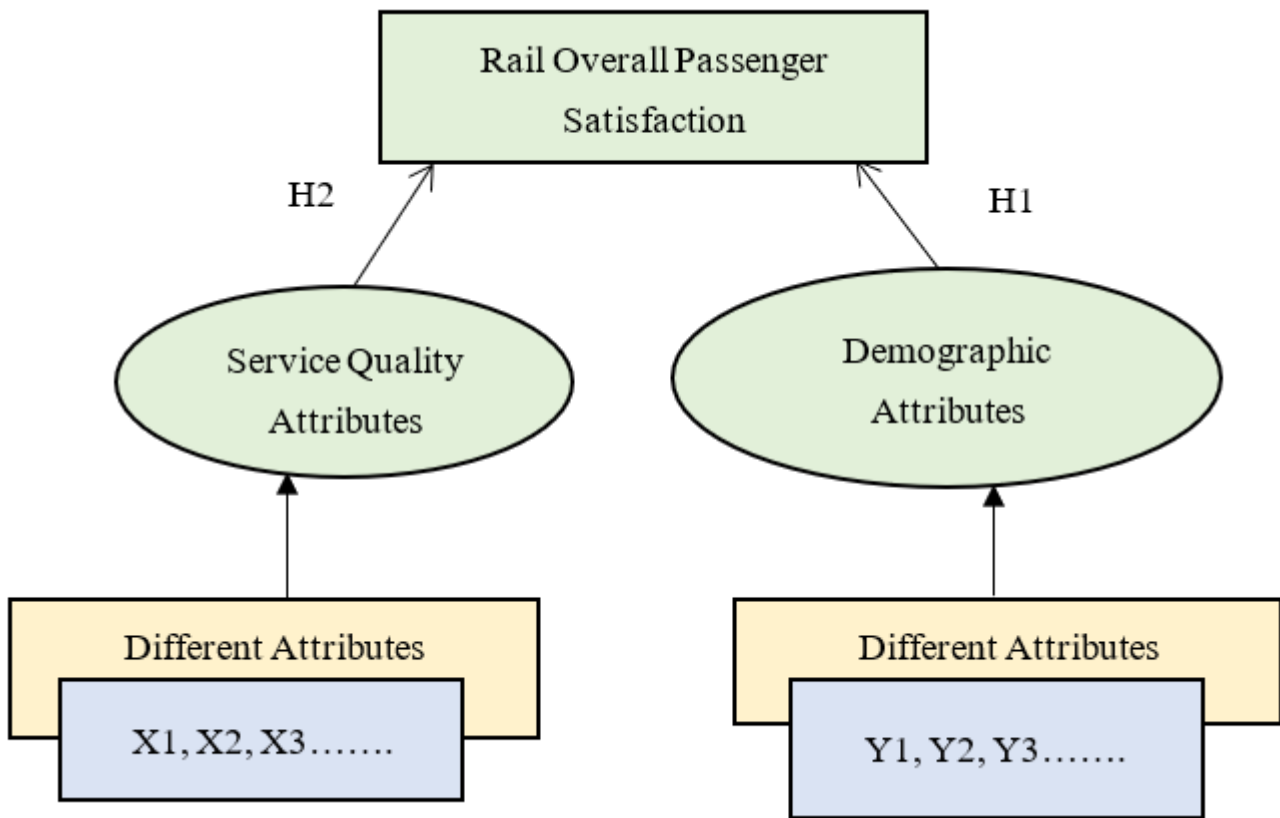 Rail Overall Passenger
Satisfaction
H2
H1
Service Quality
Attributes
Demographic
Attributes
Different Attributes
X1, X2, X3…….
Different Attributes
Y1, Y2, Y3…….